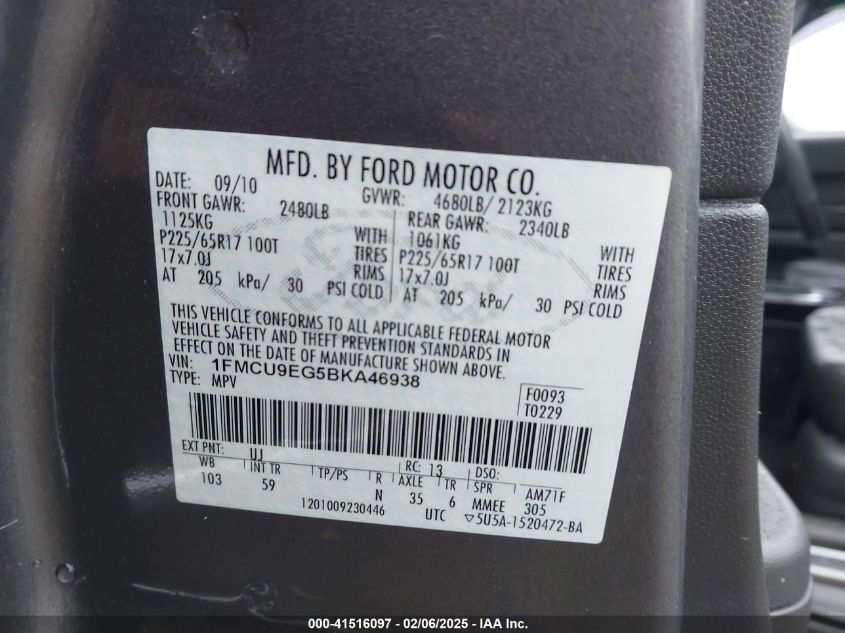 MFD. BY FORD MOTOR CO.
DATE: 09/10 GVWR: 4680LB/ 2123KG
FRONT GAWR: 2480LB REAR GAWR: 2340LB
1125KG WITH 1061KG WITH
P225/65R17 100T TIRES P225/65R17 100T TIRES
17x7.0J RIMS 17x7.0J RIMS
AT 205 kPa/ 30 PSI COLD AT 205 kPa/ 30 PSI COLD
THIS VEHICLE CONFORMS TO ALL APPLICABLE FEDERAL MOTOR
VEHICLE SAFETY AND THEFT PREVENTION STANDARDS IN
EFFECT ON THE DATE OF MANUFACTURE SHOWN ABOVE.
VIN: 1FMCU9EG5BKA46938
TYPE: MPV
F0093
T0229
EXT PNT: UJ RC: 13 DSO:
WB INT TR TP/PS R AXLE TR SPR AM71F
103 59 N 35 6 MMEE 305
1201009230446 UTC ▽5U5A-1520472-BA
000-41516097 - 02/06/2025 - IAA Inc.